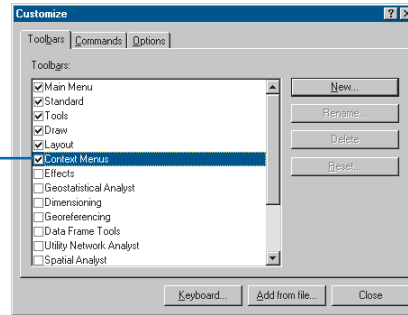 Customize
Toolbars Commands Options
Toolbars:
Main Menu
Standard
Tools
Draw
Layout
Context Menus
Effects
Geostatistical Analyst
Dimensioning
Georeferencing
Data Frame Tools
Utility Network Analyst
Spatial Analyst
New...
Rename...
Delete
Reset...
Keyboard... Add from file... Close